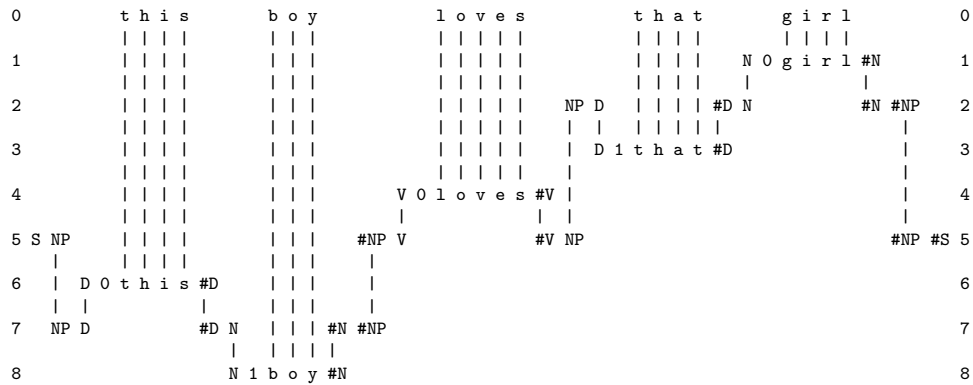 0 t h i s b o y l o v e s t h a t g i r l 0
| | | | | | | | | | | | | | | | | | | |
1 | | | | | | | | | | | | | | | | N 0 g i r l #N 1
| | | | | | | | | | | | | | | | | |
2 | | | | | | | | | | | | NP D | | | | #D N #N #NP 2
| | | | | | | | | | | | | | | | | | | |
3 | | | | | | | | | | | | | D 1 t h a t #D | 3
| | | | | | | | | | | | | |
4 | | | | | | | V 0 l o v e s #V | | 4
| | | | | | | | | | |
5 S NP | | | | | | | #NP V #V NP #NP #S 5
| | | | | | | | |
6 | D 0 t h i s #D | | | | 6
| | | | | | |
7 NP D #D N | | | #N #NP 7
| | | | |
8 N 1 b o y #N 8